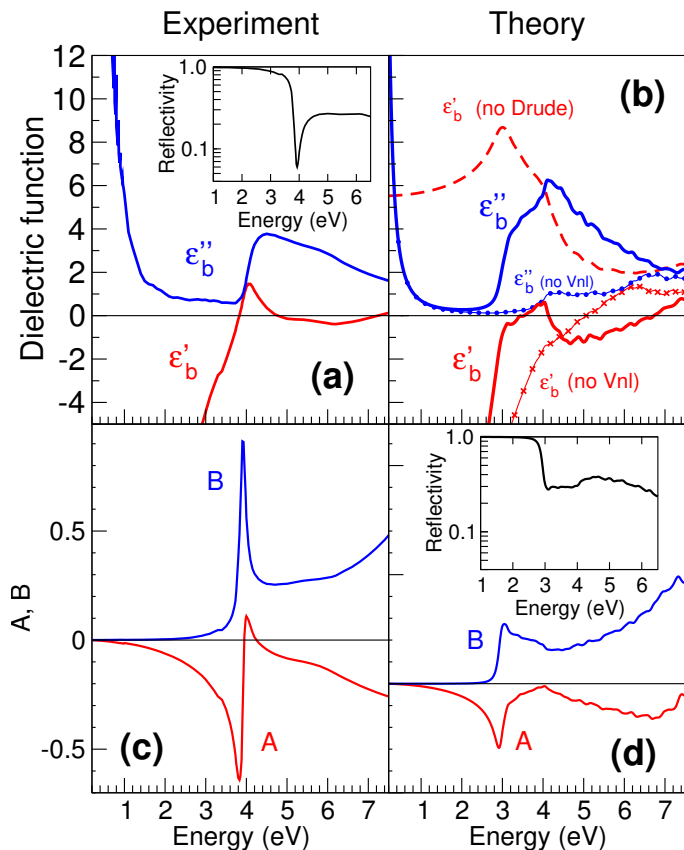 Experiment
Theory
Dielectric function
12
10
8
6
4
2
0
-2
-4
1.0
0.1
Reflectivity
1 2 3 4 5 6
Energy (eV)
ε''b
ε'b
(a)
(b)
ε'b (no Drude)
ε''b
ε''b (no Vnl)
ε'b
ε'b (no Vnl)
A, B
0.5
0
-0.5
B
A
(c)
1 2 3 4 5 6 7
Energy (eV)
1.0
0.1
Reflectivity
1 2 3 4 5 6
Energy (eV)
B
A
(d)
1 2 3 4 5 6 7
Energy (eV)